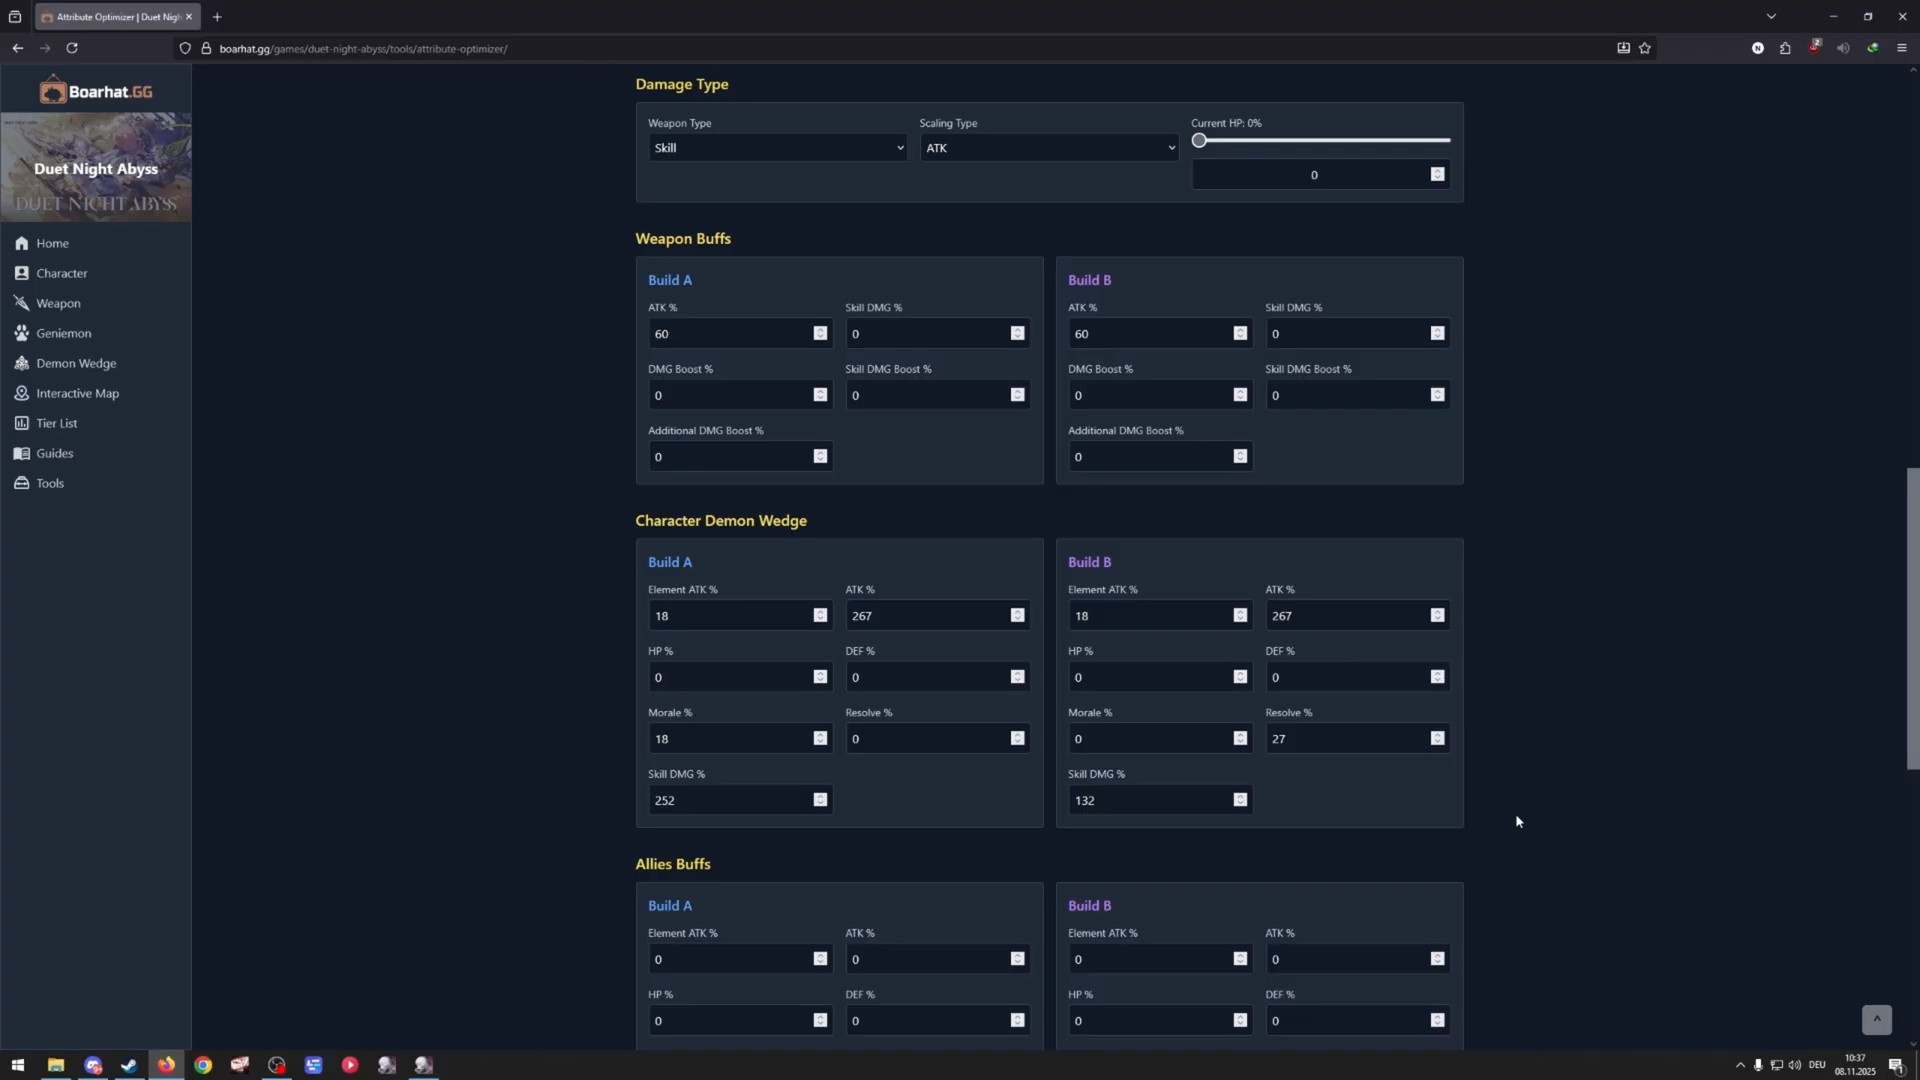 Attribute Optimizer | Duet Nigh
boarhat.gg/games/duet-night-abyss/tools/attribute-optimizer/
N
2
Boarhat.GG
Duet Night Abyss
DUET NIGHT ABYSS
Home
Character
Weapon
Geniemon
Demon Wedge
Interactive Map
Tier List
Guides
Tools
Damage Type
Weapon Type
Scaling Type
Current HP: 0%
Skill
ATK
0
Weapon Buffs
Build A
ATK %
Skill DMG %
60
0
DMG Boost %
Skill DMG Boost %
0
0
Additional DMG Boost %
0
Build B
ATK %
Skill DMG %
60
0
DMG Boost %
Skill DMG Boost %
0
0
Additional DMG Boost %
0
Character Demon Wedge
Build A
Element ATK %
ATK %
18
267
HP %
DEF %
0
0
Morale %
Resolve %
18
0
Skill DMG %
252
Build B
Element ATK %
ATK %
18
267
HP %
DEF %
0
0
Morale %
Resolve %
0
27
Skill DMG %
132
Allies Buffs
Build A
Element ATK %
ATK %
0
0
HP %
DEF %
0
0
Build B
Element ATK %
ATK %
0
0
HP %
DEF %
0
0
DEU
10:37
08.11.2025